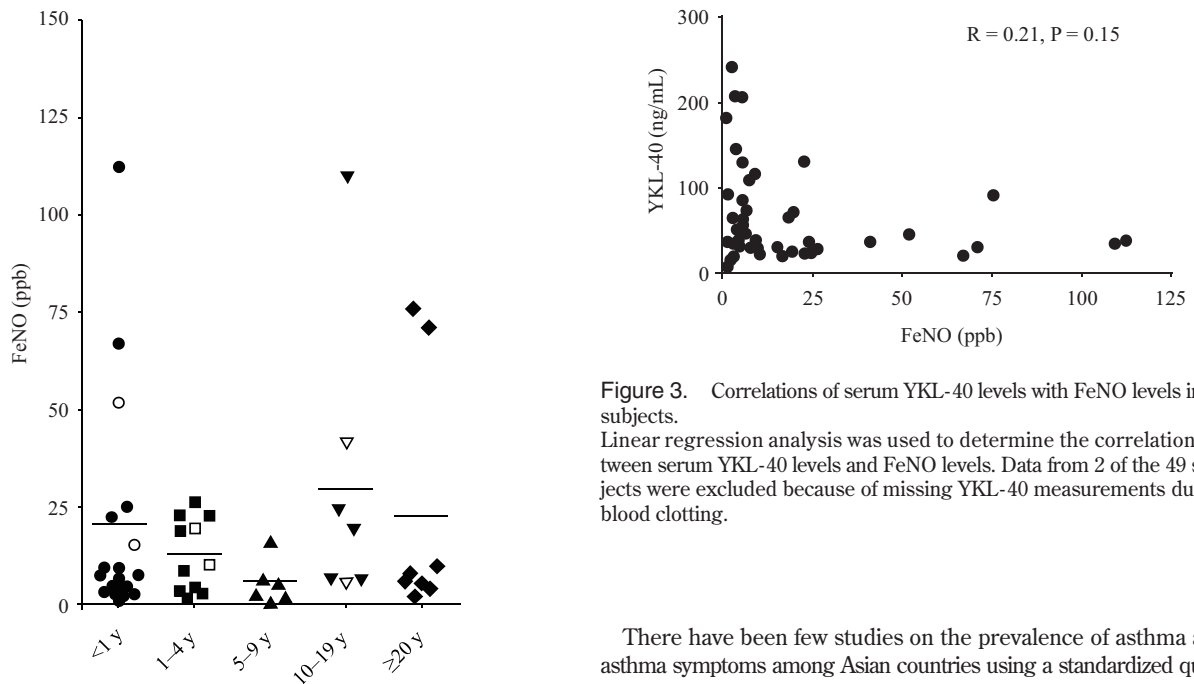 150
125
100
75
50
25
0
FeNO (ppb)
<1 y
1–4 y
5–9 y
10–19 y
≥20 y
300
200
100
0
YKL-40 (ng/mL)
R = 0.21, P = 0.15
0 25 50 75 100 125
FeNO (ppb)
Figure 3. Correlations of serum YKL-40 levels with FeNO levels in
subjects.
Linear regression analysis was used to determine the correlation
tween serum YKL-40 levels and FeNO levels. Data from 2 of the 49 s
jects were excluded because of missing YKL-40 measurements du
blood clotting.
There have been few studies on the prevalence of asthma a
asthma symptoms among Asian countries using a standardized qu